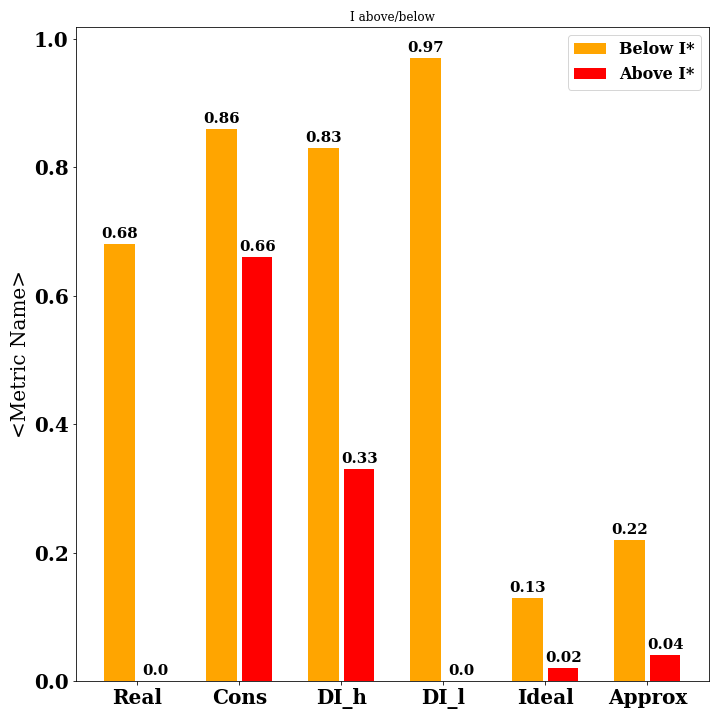 I above/below
Below I*
Above I*
<Metric Name>
1.0
0.8
0.6
0.4
0.2
0.0
0.68
0.0
0.86
0.66
0.83
0.33
0.97
0.0
0.13
0.02
0.22
0.04
Real
Cons
DI_h
DI_l
Ideal
Approx